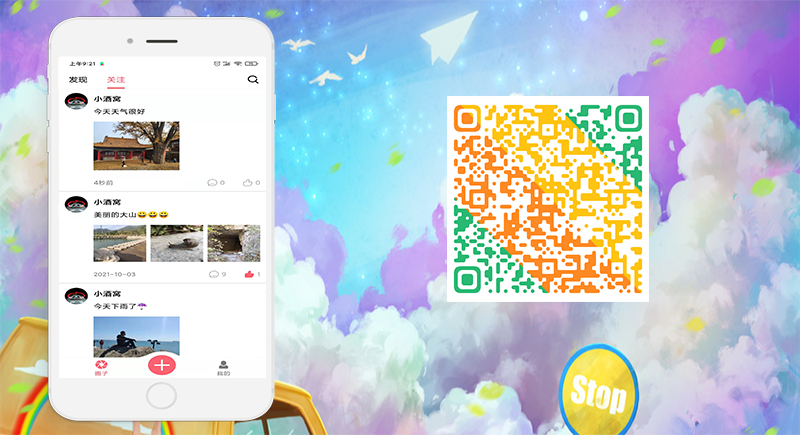 上午9:21
发现 关注
小酒窝
今天天气很好
4秒前 0 0
小酒窝
美丽的大山😀😀😀
2021-10-03 9 1
小酒窝
今天下雨了☔
圈子 我的
Stop